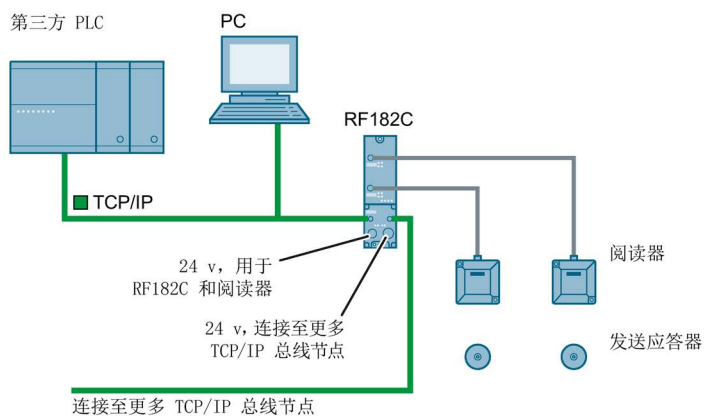 第三方 PLC
PC
RF182C
TCP/IP
24 v，用于
RF182C 和阅读器
24 v，连接至更多
TCP/IP 总线节点
阅读器
发送应答器
连接至更多 TCP/IP 总线节点